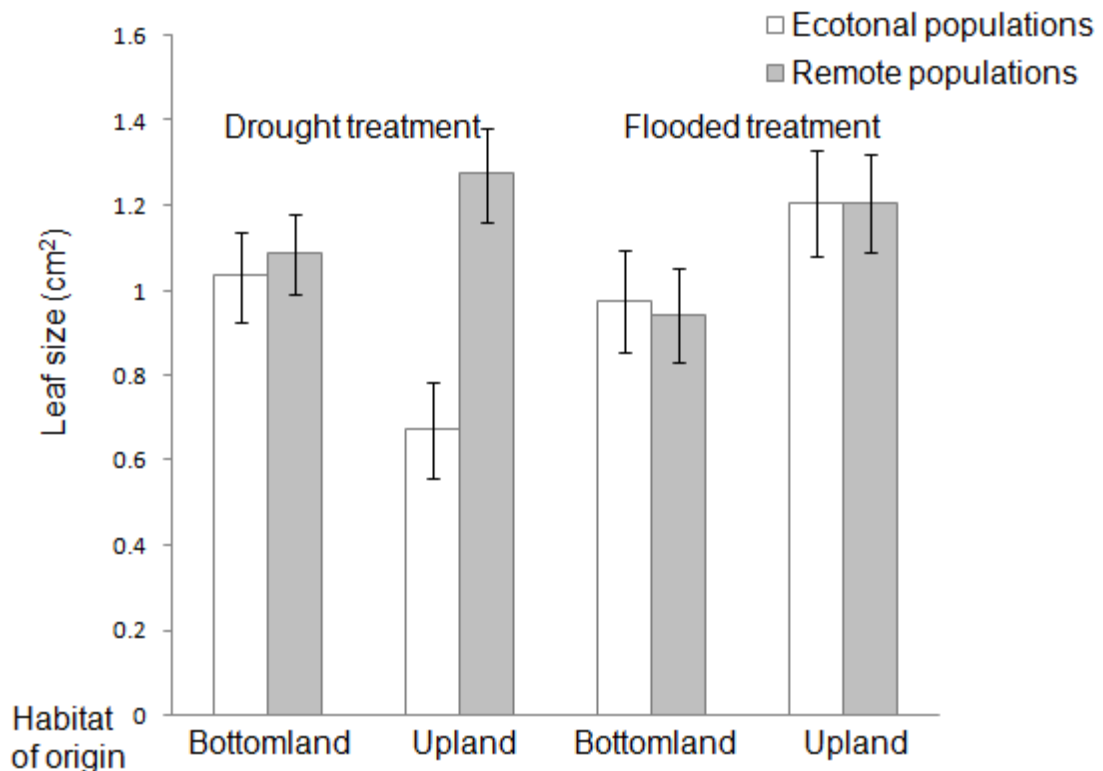 Ecotonal populations
Remote populations
Drought treatment
Flooded treatment
Leaf size (cm²)
1.6
1.4
1.2
1
0.8
0.6
0.4
0.2
0
Habitat
of origin
Bottomland
Upland
Bottomland
Upland